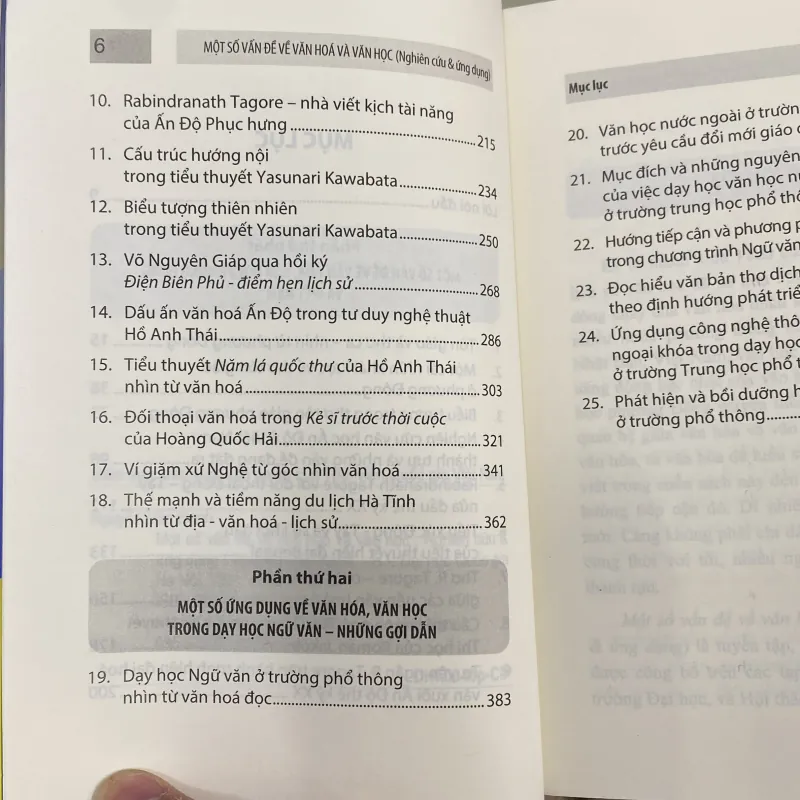 6
MỘT SỐ VẤN ĐỀ VỀ VĂN HOÁ VÀ VĂN HỌC (Nghiên cứu & ứng dụng)
10. Rabindranath Tagore – nhà viết kịch tài năng
của Ấn Độ Phục hưng ..... 215
11. Cấu trúc hướng nội
trong tiểu thuyết Yasunari Kawabata ..... 234
12. Biểu tượng thiên nhiên
trong tiểu thuyết Yasunari Kawabata ..... 250
13. Võ Nguyên Giáp qua hồi ký
Điện Biên Phủ - điểm hẹn lịch sử ..... 268
14. Dấu ấn văn hoá Ấn Độ trong tư duy nghệ thuật
Hồ Anh Thái ..... 286
15. Tiểu thuyết Năm lá quốc thư của Hồ Anh Thái
nhìn từ văn hoá ..... 303
16. Đối thoại văn hoá trong Kẻ sĩ trước thời cuộc
của Hoàng Quốc Hải ..... 321
17. Ví giặm xứ Nghệ từ góc nhìn văn hoá ..... 341
18. Thế mạnh và tiềm năng du lịch Hà Tĩnh
nhìn từ địa - văn hoá - lịch sử ..... 362
Phần thứ hai
MỘT SỐ ỨNG DỤNG VỀ VĂN HÓA, VĂN HỌC
TRONG DẠY HỌC NGỮ VĂN – NHỮNG GỢI DẪN
19. Dạy học Ngữ văn ở trường phổ thông
nhìn từ văn hoá đọc ..... 383
Mục lục
20. Văn học nước ngoài ở trường
trước yêu cầu đổi mới giáo
21. Mục đích và những nguyên
của việc dạy học văn học
ở trường trung học phổ
22. Hướng tiếp cận và phương
trong chương trình Ngữ văn
23. Đọc hiểu văn bản thơ dịch
theo định hướng phát
24. Ứng dụng công nghệ
ngoại khóa trong dạy học
ở trường Trung học phổ
25. Phát hiện và bồi dưỡng
ở trường phổ thông .....